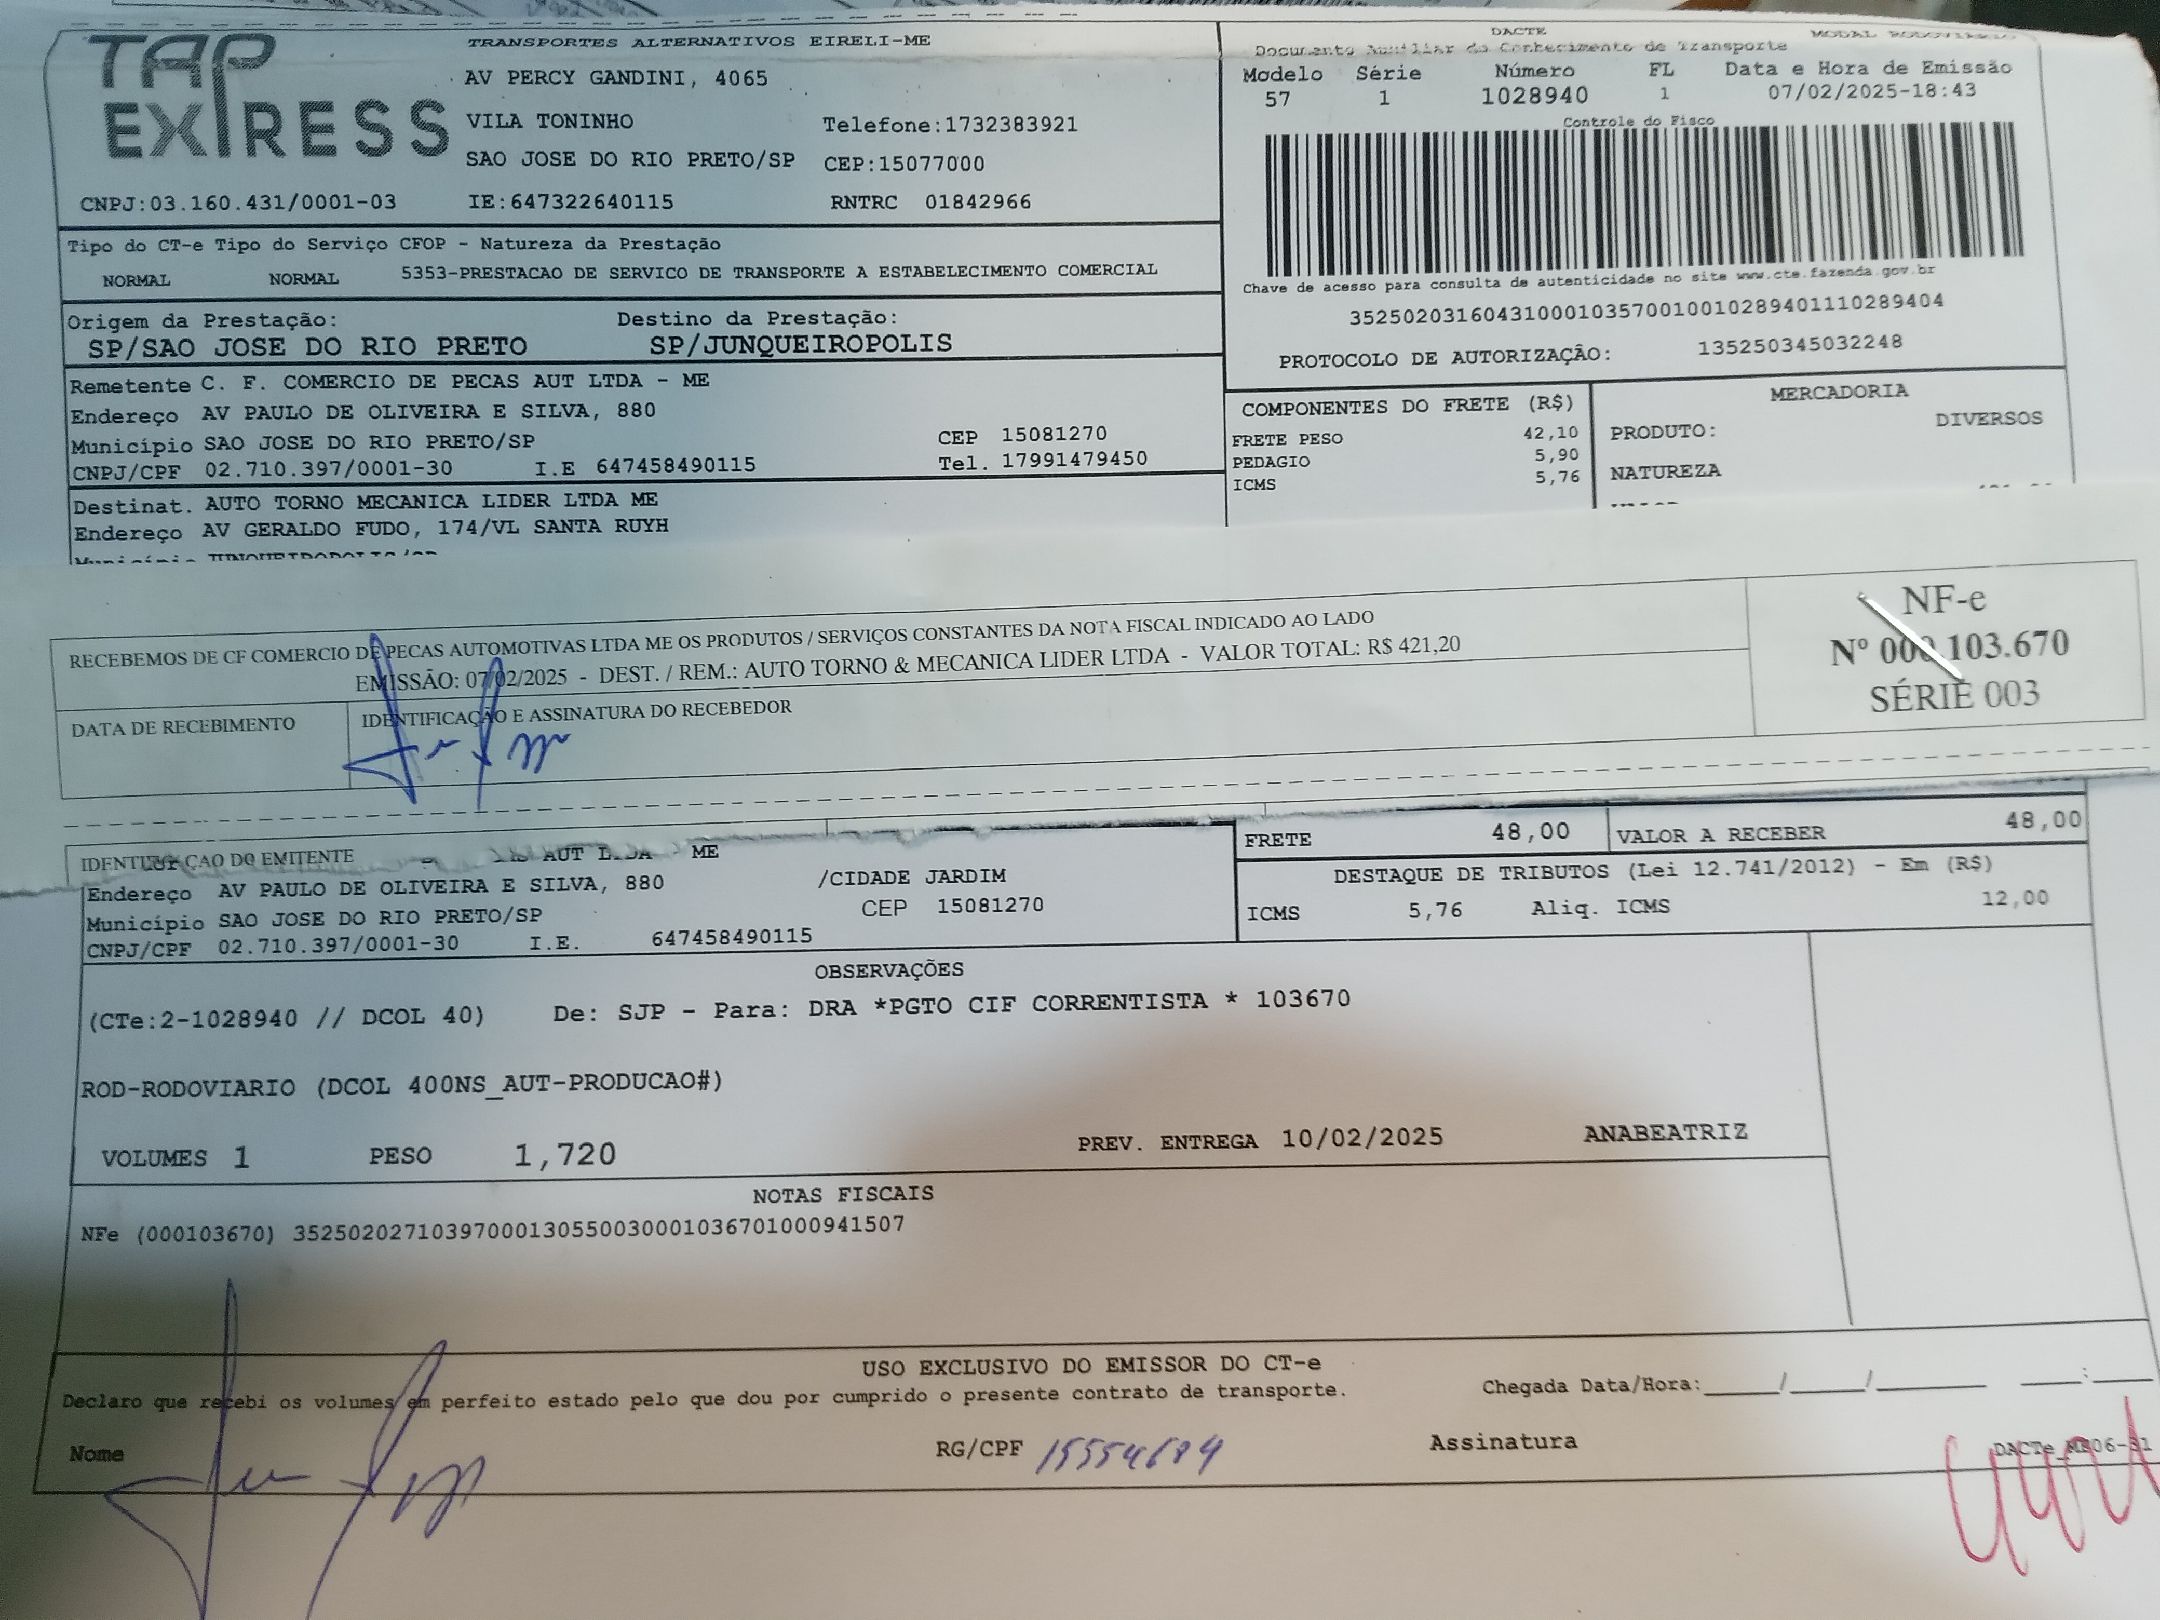 TAP EXPRESS
TRANSPORTES ALTERNATIVOS EIRELI-ME
AV PERCY GANDINI, 4065
VILA TONINHO Telefone:1732383921
SAO JOSE DO RIO PRETO/SP CEP:15077000
CNPJ:03.160.431/0001-03 IE:647322640115 RNTRC 01842966
DACTE MODAL RODOVIARIO
Documento Auxiliar do Conhecimento de Transporte
Modelo Série Número FL Data e Hora de Emissão
57 1 1028940 1 07/02/2025-18:43
Controle do Fisco
Chave de acesso para consulta de autenticidade no site www.cte.fazenda.gov.br
35250203160431000103570010010289401110289404
PROTOCOLO DE AUTORIZAÇÃO: 135250345032248
Tipo do CT-e Tipo do Serviço CFOP - Natureza da Prestação
NORMAL NORMAL 5353-PRESTACAO DE SERVICO DE TRANSPORTE A ESTABELECIMENTO COMERCIAL
Origem da Prestação: Destino da Prestação:
SP/SAO JOSE DO RIO PRETO SP/JUNQUEIROPOLIS
Remetente C. F. COMERCIO DE PECAS AUT LTDA - ME
Endereço AV PAULO DE OLIVEIRA E SILVA, 880
Município SAO JOSE DO RIO PRETO/SP CEP 15081270
CNPJ/CPF 02.710.397/0001-30 I.E 647458490115 Tel. 17991479450
Destinat. AUTO TORNO MECANICA LIDER LTDA ME
Endereço AV GERALDO FUDO, 174/VL SANTA RUYH
Município JUNQUEIROPOLIS/SP
COMPONENTES DO FRETE (R$)
FRETE PESO 42,10
PEDAGIO 5,90
ICMS 5,76
MERCADORIA
PRODUTO: DIVERSOS
NATUREZA
RECEBEMOS DE CF COMERCIO DE PECAS AUTOMOTIVAS LTDA ME OS PRODUTOS / SERVIÇOS CONSTANTES DA NOTA FISCAL INDICADO AO LADO
EMISSÃO: 07/02/2025 - DEST. / REM.: AUTO TORNO & MECANICA LIDER LTDA - VALOR TOTAL: R$ 421,20
DATA DE RECEBIMENTO IDENTIFICAÇÃO E ASSINATURA DO RECEBEDOR
NF-e
Nº 000.103.670
SÉRIE 003
IDENTIFICAÇÃO DO EMITENTE AUT LTDA ME
Endereço AV PAULO DE OLIVEIRA E SILVA, 880 /CIDADE JARDIM
Município SAO JOSE DO RIO PRETO/SP CEP 15081270
CNPJ/CPF 02.710.397/0001-30 I.E. 647458490115
FRETE 48,00 VALOR A RECEBER 48,00
DESTAQUE DE TRIBUTOS (Lei 12.741/2012) - Em (R$)
ICMS 5,76 Aliq. ICMS 12,00
OBSERVAÇÕES
(CTe:2-1028940 // DCOL 40) De: SJP - Para: DRA *PGTO CIF CORRENTISTA * 103670
ROD-RODOVIARIO (DCOL 400NS_AUT-PRODUCAO#)
VOLUMES 1 PESO 1,720 PREV. ENTREGA 10/02/2025 ANABEATRIZ
NOTAS FISCAIS
NFe (000103670) 35250202710397000130550030001036701000941507
USO EXCLUSIVO DO EMISSOR DO CT-e
Declaro que recebi os volumes em perfeito estado pelo que dou por cumprido o presente contrato de transporte. Chegada Data/Hora:____/____/______ ___:___
Nome RG/CPF 15554684 Assinatura